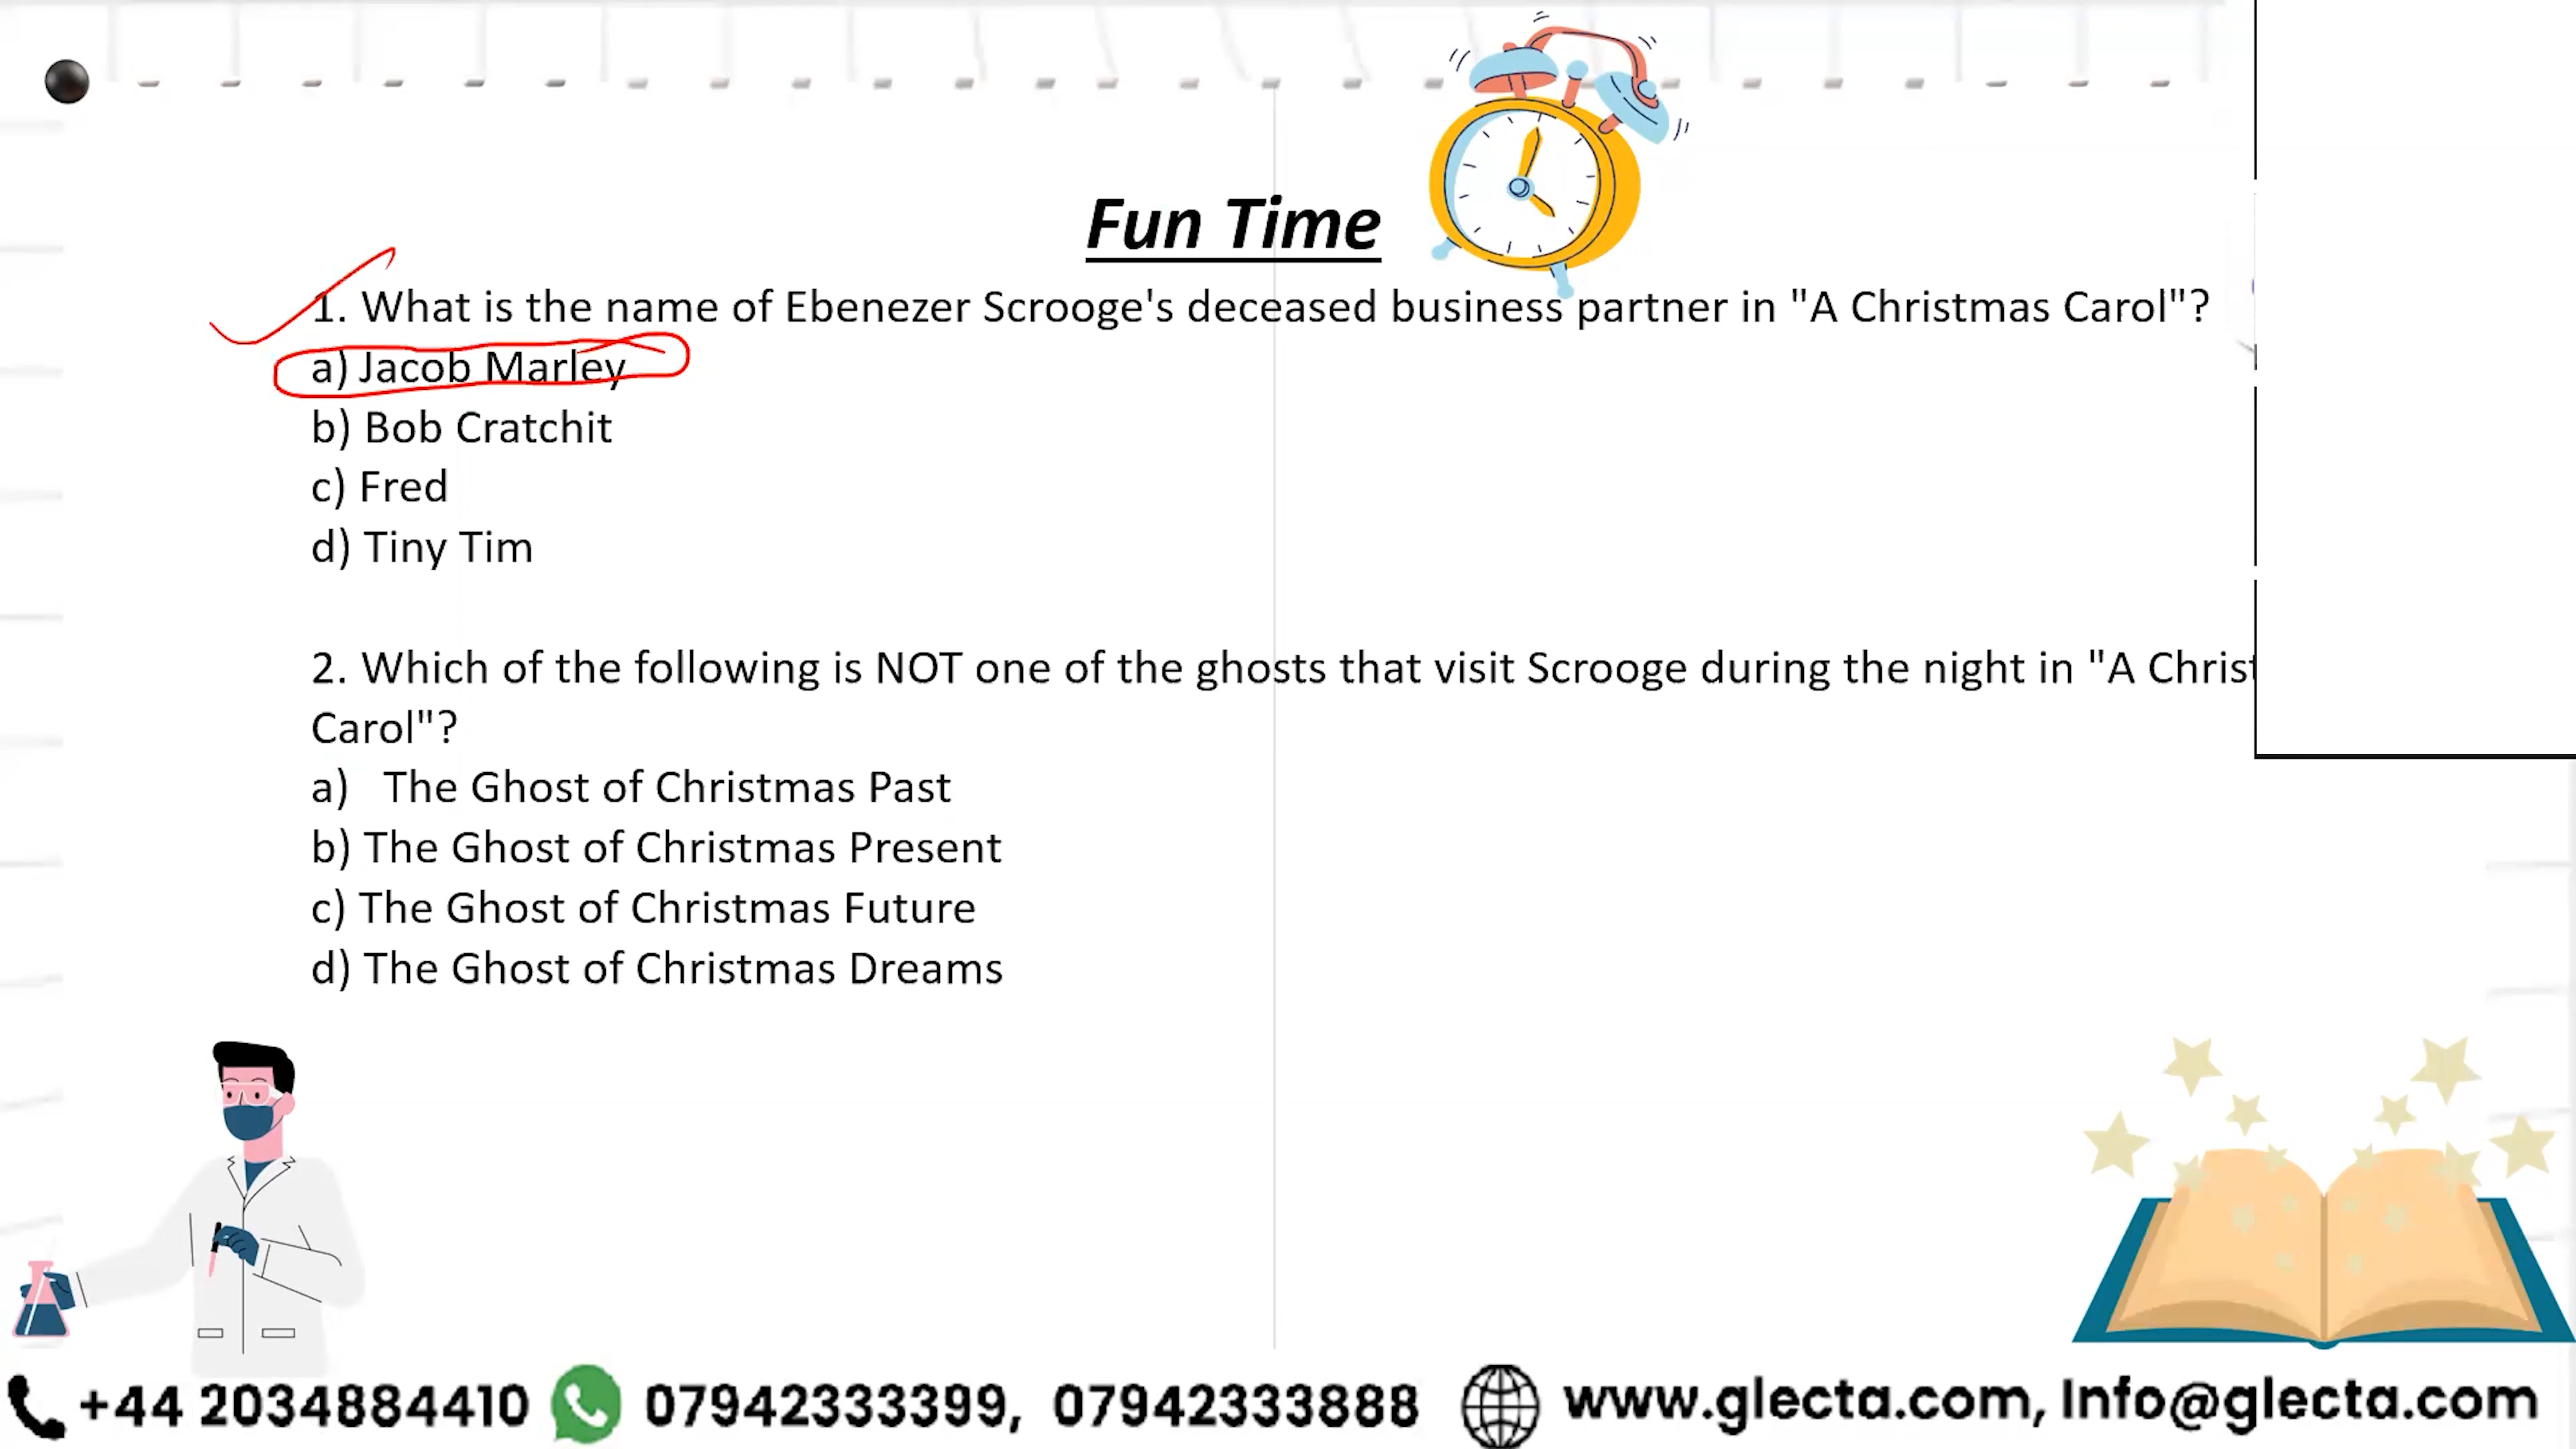 Fun Time
1. What is the name of Ebenezer Scrooge's deceased business partner in "A Christmas Carol"?
a) Jacob Marley
b) Bob Cratchit
c) Fred
d) Tiny Tim
2. Which of the following is NOT one of the ghosts that visit Scrooge during the night in "A Christ
Carol"?
a) The Ghost of Christmas Past
b) The Ghost of Christmas Present
c) The Ghost of Christmas Future
d) The Ghost of Christmas Dreams
+44 2034884410 07942333399, 07942333888 www.glecta.com, Info@glecta.com